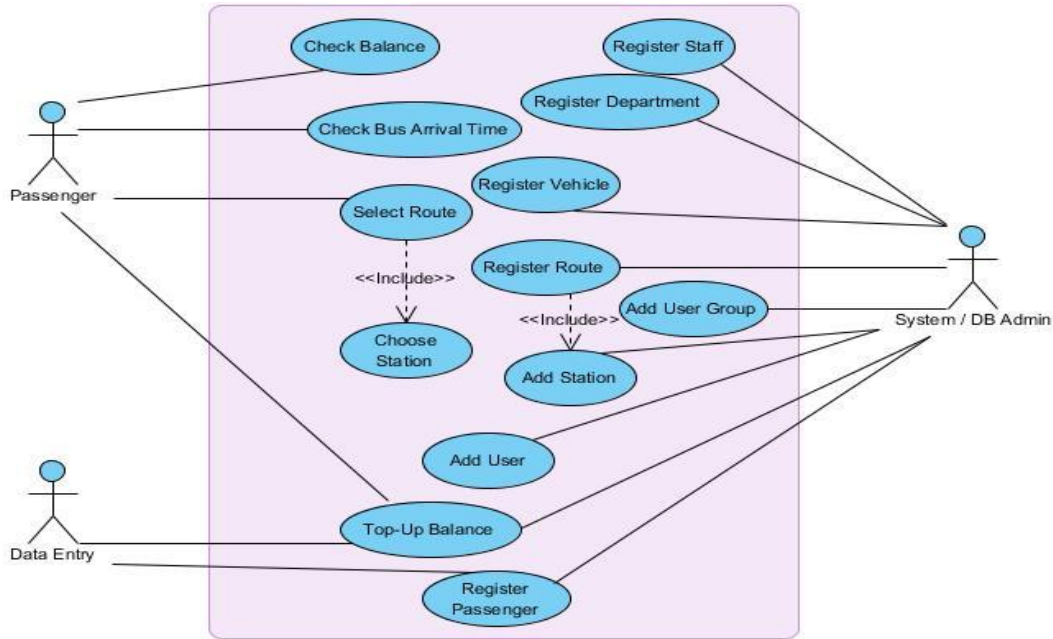 Check Balance
Register Staff
Register Department
Check Bus Arrival Time
Passenger
Register Vehicle
Select Route
<<Include>>
Register Route
Add User Group
<<Include>>
System / DB Admin
Choose
Station
Add Station
Add User
Top-Up Balance
Data Entry
Register
Passenger